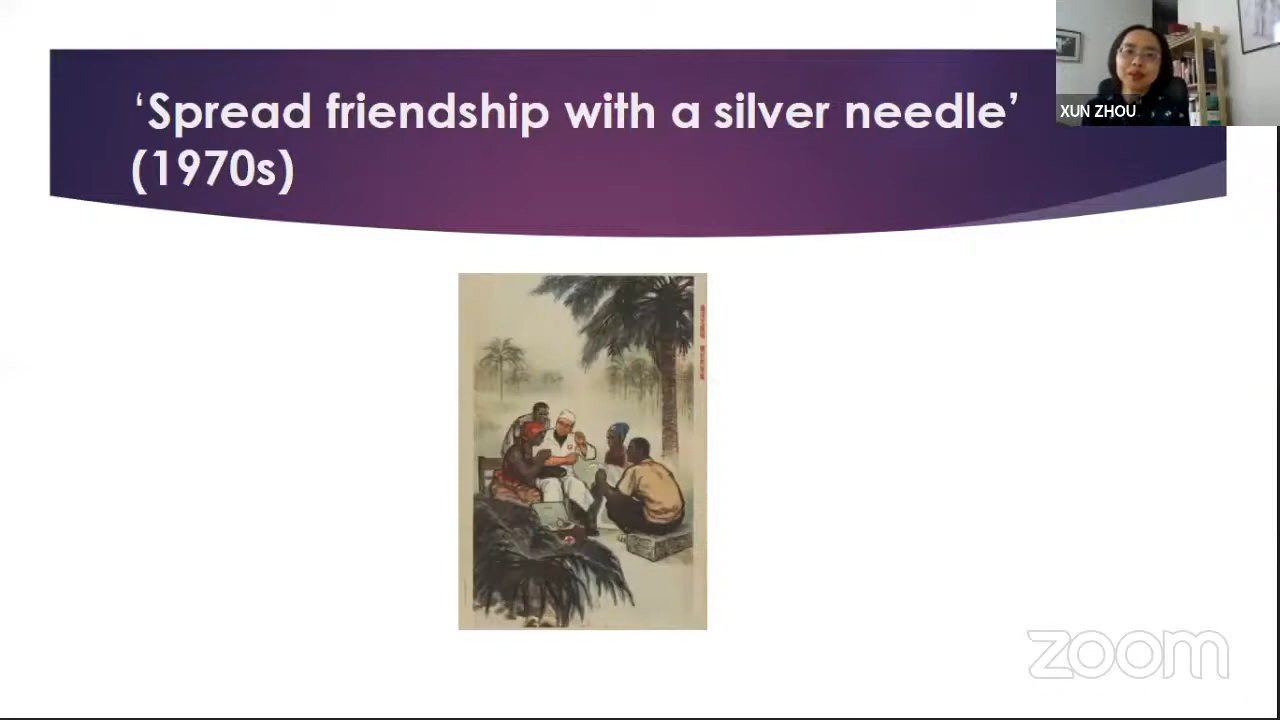 ‘Spread friendship with a silver needle’
(1970s)
XUN ZHOU
zoom